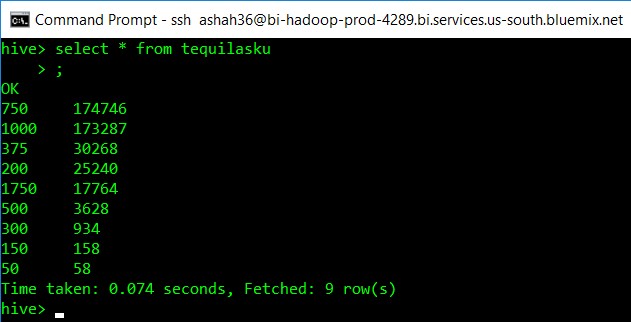 Command Prompt - ssh  ashah36@bi-hadoop-prod-4289.bi.services.us-south.bluemix.net
hive> select * from tequilasku
    > ;
OK
750     174746
1000    173287
375     30268
200     25240
1750    17764
500     3628
300     934
150     158
50      58
Time taken: 0.074 seconds, Fetched: 9 row(s)
hive>